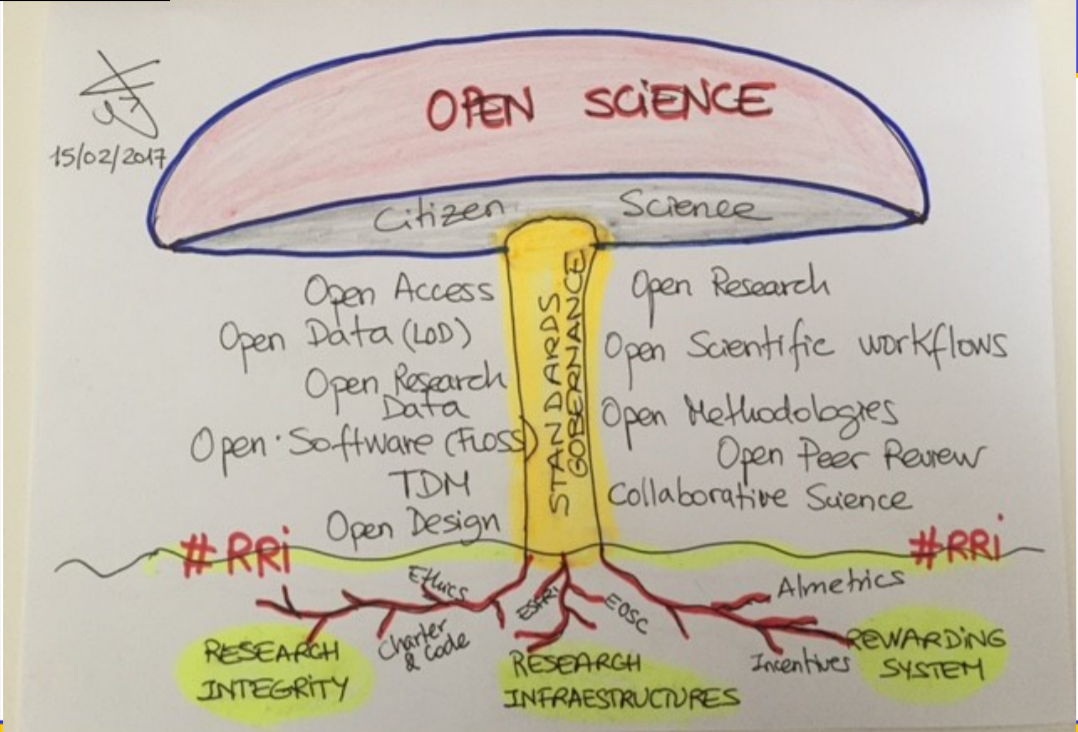 OPEN SCIENCE
15/02/2017
Citizen Science
Open Access
Open Data (LOD)
Open Research
Data
Open Software (FLOSS)
TDM
Open Design
STANDARDS
GOBERNANCE
Open Research
Open Scientific workflows
Open Methodologies
Open Peer Review
Collaborative Science
#RRi
#RRi
Ethics
Charter
& Code
RESEARCH
INTEGRITY
ESFRI
EOSC
RESEARCH
INFRAESTRUCTURES
Almetrics
Incentives
REWARDING
SYSTEM